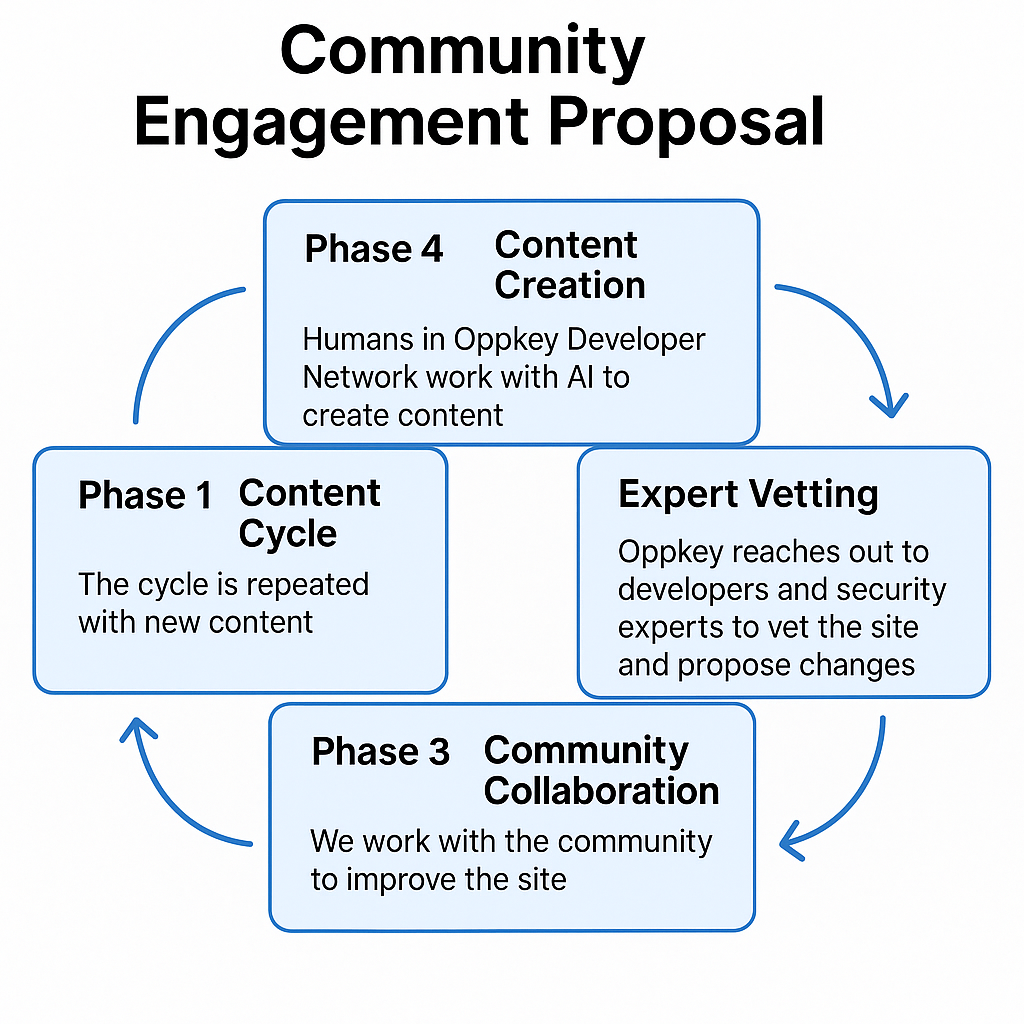 Community
Engagement Proposal
Phase 4
Content
Creation
Humans in Oppkey Developer
Network work with AI to
create content
Phase 1
Content
Cycle
The cycle is repeated
with new content
Expert Vetting
Oppkey reaches out to
developers and security
experts to vet the site
and propose changes
Phase 3
Community
Collaboration
We work with the community
to improve the site